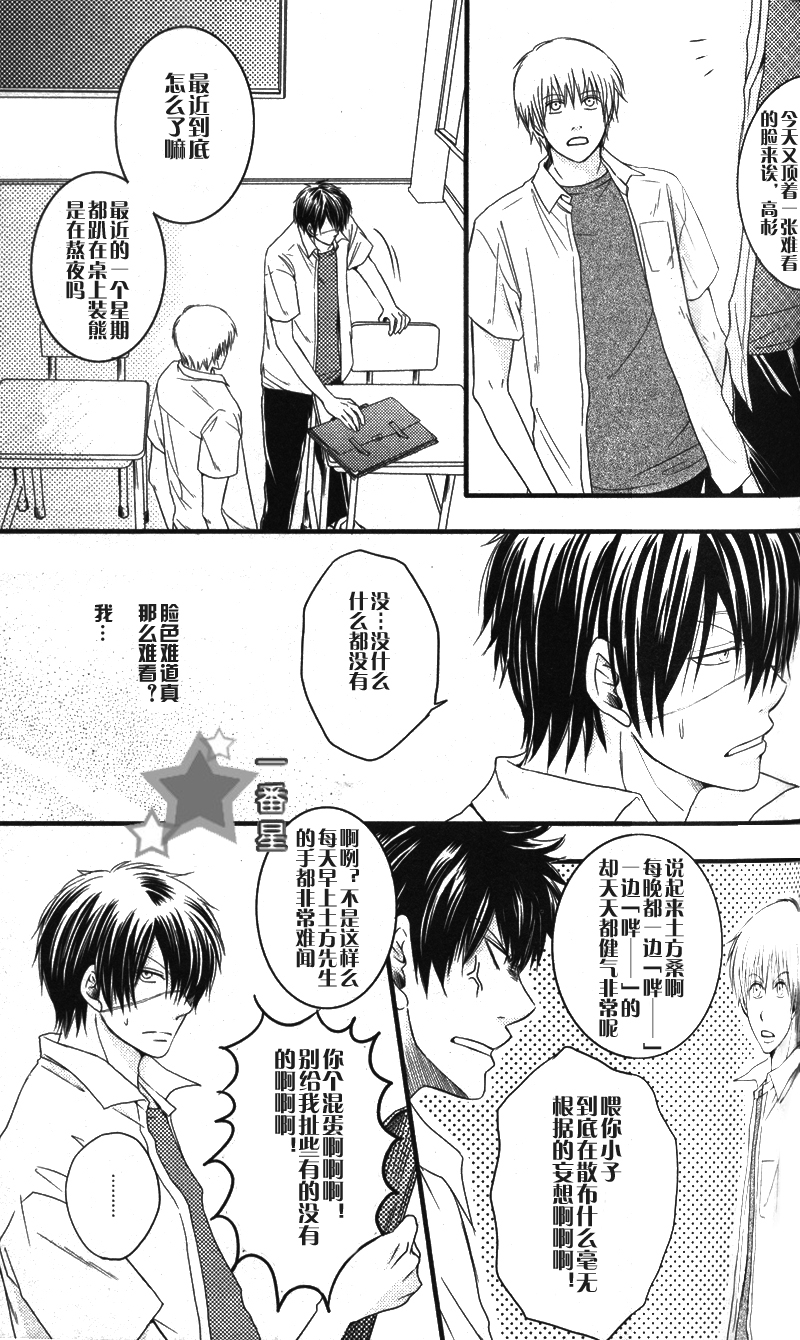 今天又顶着一张难看
的脸来诶，高杉
最近到底
怎么了嘛
最近的一个星期
都趴在桌上装熊
是在熬夜吗
没…没什么
什么都没有
脸色难道真
那么难看？
我…
一番星
说起来土方桑啊
每晚都一边「哔——」
一边「哔——」的
却天天都健气非常呢
喂你小子
到底在散布什么毫无
根据的妄想啊啊啊！
啊咧？不是这样么
每天早上土方先生
的手都非常难闻
你个混蛋啊啊啊！
别给我扯些有的没有
的啊啊啊！
………